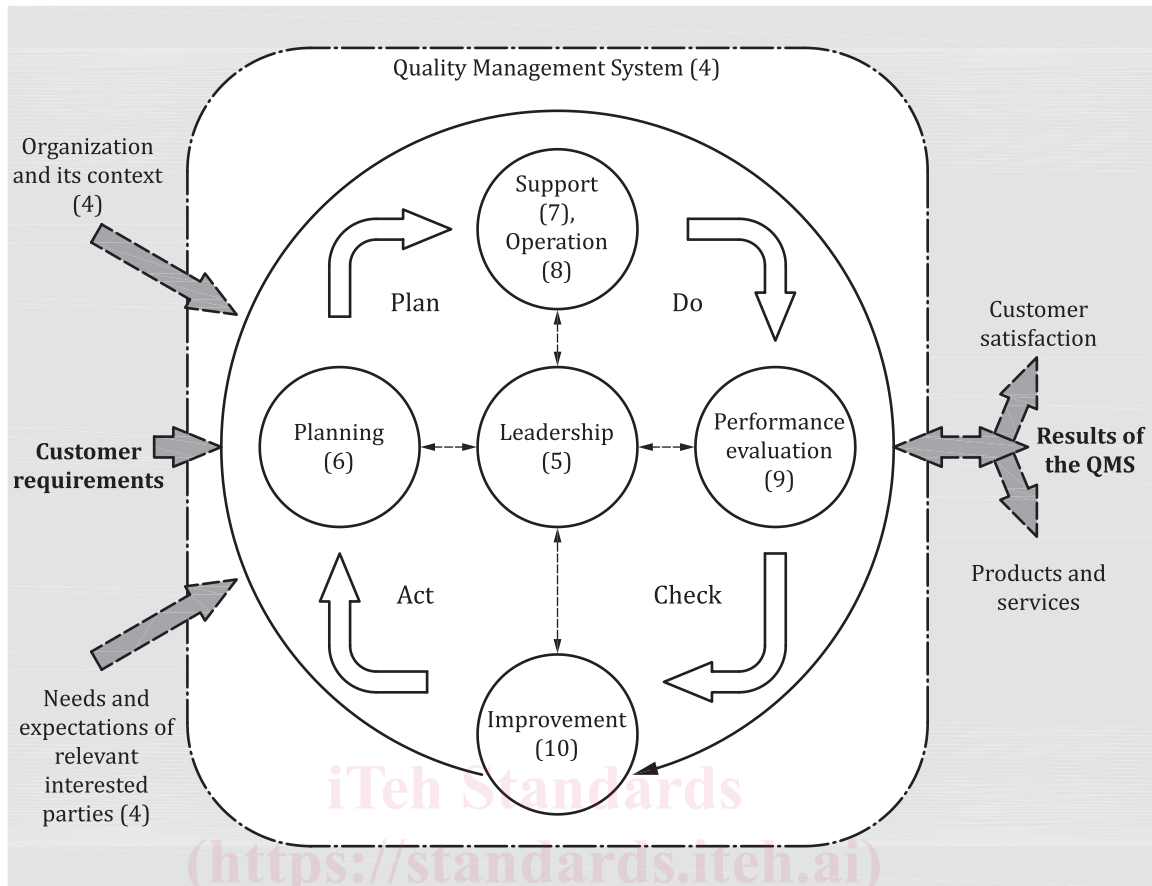 Quality Management System (4)
Organization
and its context
(4)
Support
(7),
Operation
(8)
Plan
Do
Customer
satisfaction
Planning
(6)
Leadership
(5)
Performance
evaluation
(9)
Customer
requirements
Results of
the QMS
Act
Check
Products and
services
Needs and
expectations of
relevant
interested
parties (4)
Improvement
(10)
iTeh Standards
(https://standards.iteh.ai)